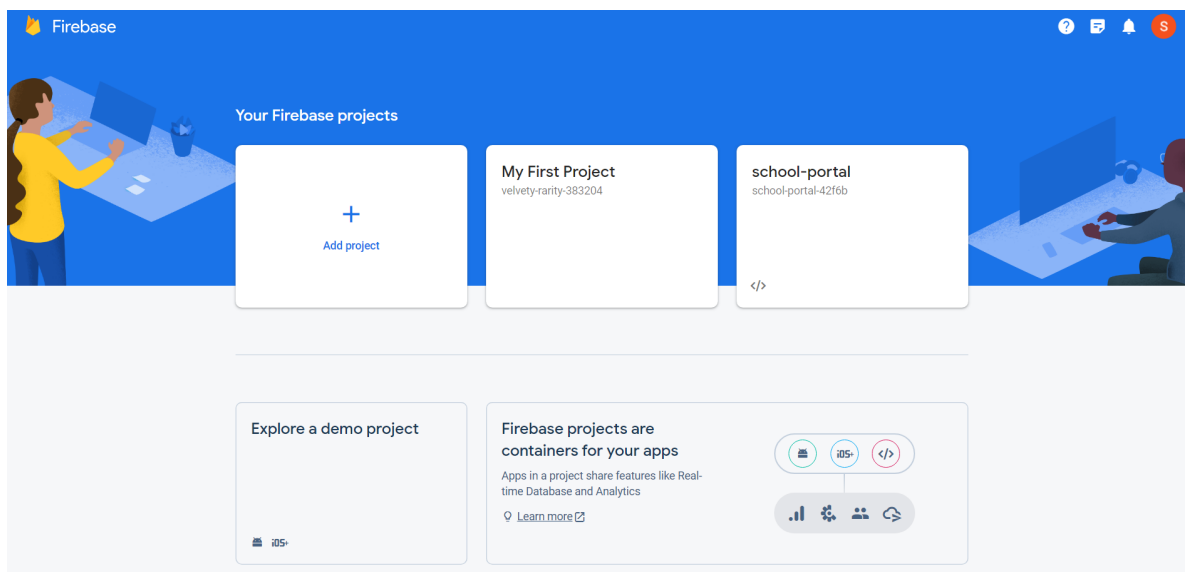 Firebase
S
Your Firebase projects
Add project
My First Project
velvety-rarity-383204
school-portal
school-portal-42f6b
</>
Explore a demo project
iOS+
Firebase projects are
containers for your apps
Apps in a project share features like Real-
time Database and Analytics
Learn more
iOS+
</>